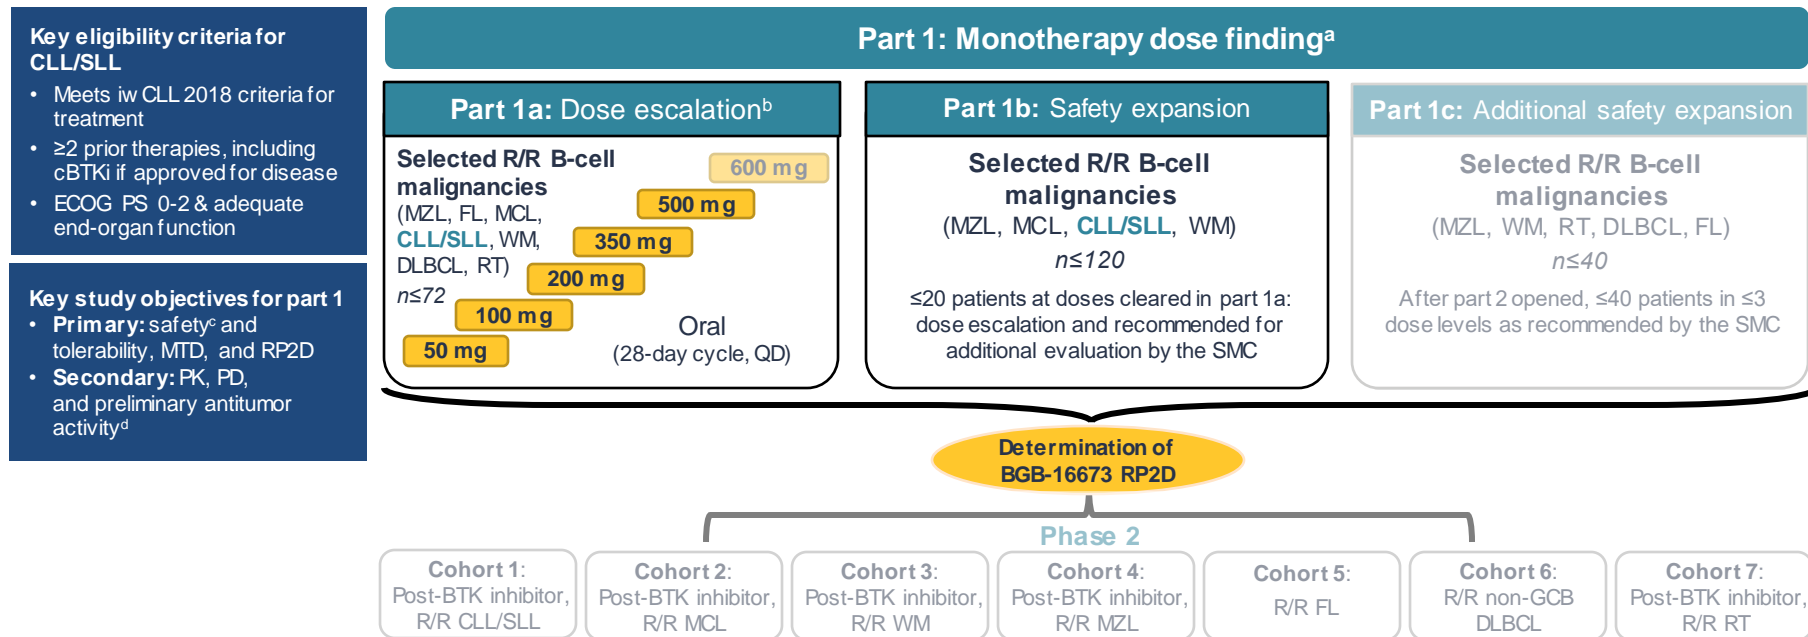 Key eligibility criteria for
CLL/SLL
• Meets iwCLL 2018 criteria for
treatment
• ≥2 prior therapies, including
cBTKi if approved for disease
• ECOG PS 0-2 & adequate
end-organ function
Key study objectives for part 1
• Primary: safetyᶜ and
tolerability, MTD, and RP2D
• Secondary: PK, PD,
and preliminary antitumor
activityᵈ
Part 1: Monotherapy dose findingᵃ
Part 1a: Dose escalationᵇ
Selected R/R B-cell
malignancies
(MZL, FL, MCL,
CLL/SLL, WM,
DLBCL, RT)
n≤72
600 mg
500 mg
350 mg
200 mg
100 mg
50 mg
Oral
(28-day cycle, QD)
Part 1b: Safety expansion
Selected R/R B-cell
malignancies
(MZL, MCL, CLL/SLL, WM)
n≤120
≤20 patients at doses cleared in part 1a:
dose escalation and recommended for
additional evaluation by the SMC
Part 1c: Additional safety expansion
Selected R/R B-cell
malignancies
(MZL, WM, RT, DLBCL, FL)
n≤40
After part 2 opened, ≤40 patients in ≤3
dose levels as recommended by the SMC
Determination of
BGB-16673 RP2D
Phase 2
Cohort 1:
Post-BTK inhibitor,
R/R CLL/SLL
Cohort 2:
Post-BTK inhibitor,
R/R MCL
Cohort 3:
Post-BTK inhibitor,
R/R WM
Cohort 4:
Post-BTK inhibitor,
R/R MZL
Cohort 5:
R/R FL
Cohort 6:
R/R non-GCB
DLBCL
Cohort 7:
Post-BTK inhibitor,
R/R RT